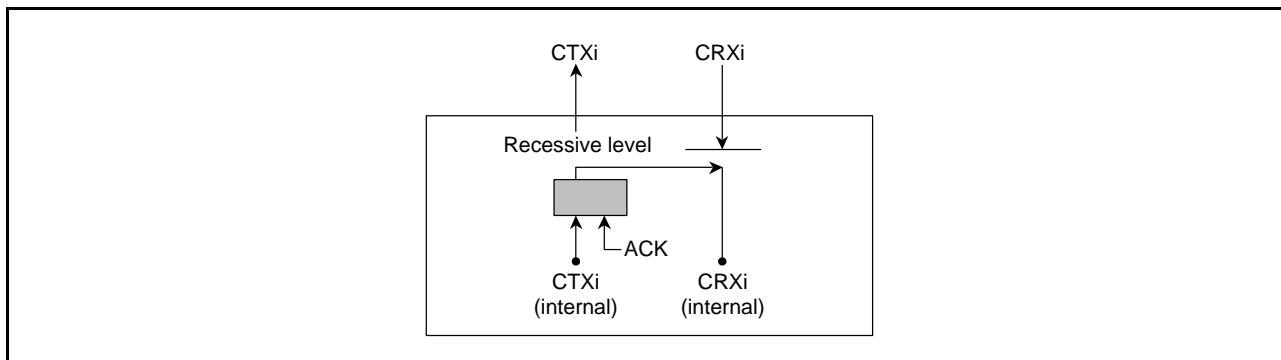 CTXi
CRXi
Recessive level
ACK
CTXi
(internal)
CRXi
(internal)